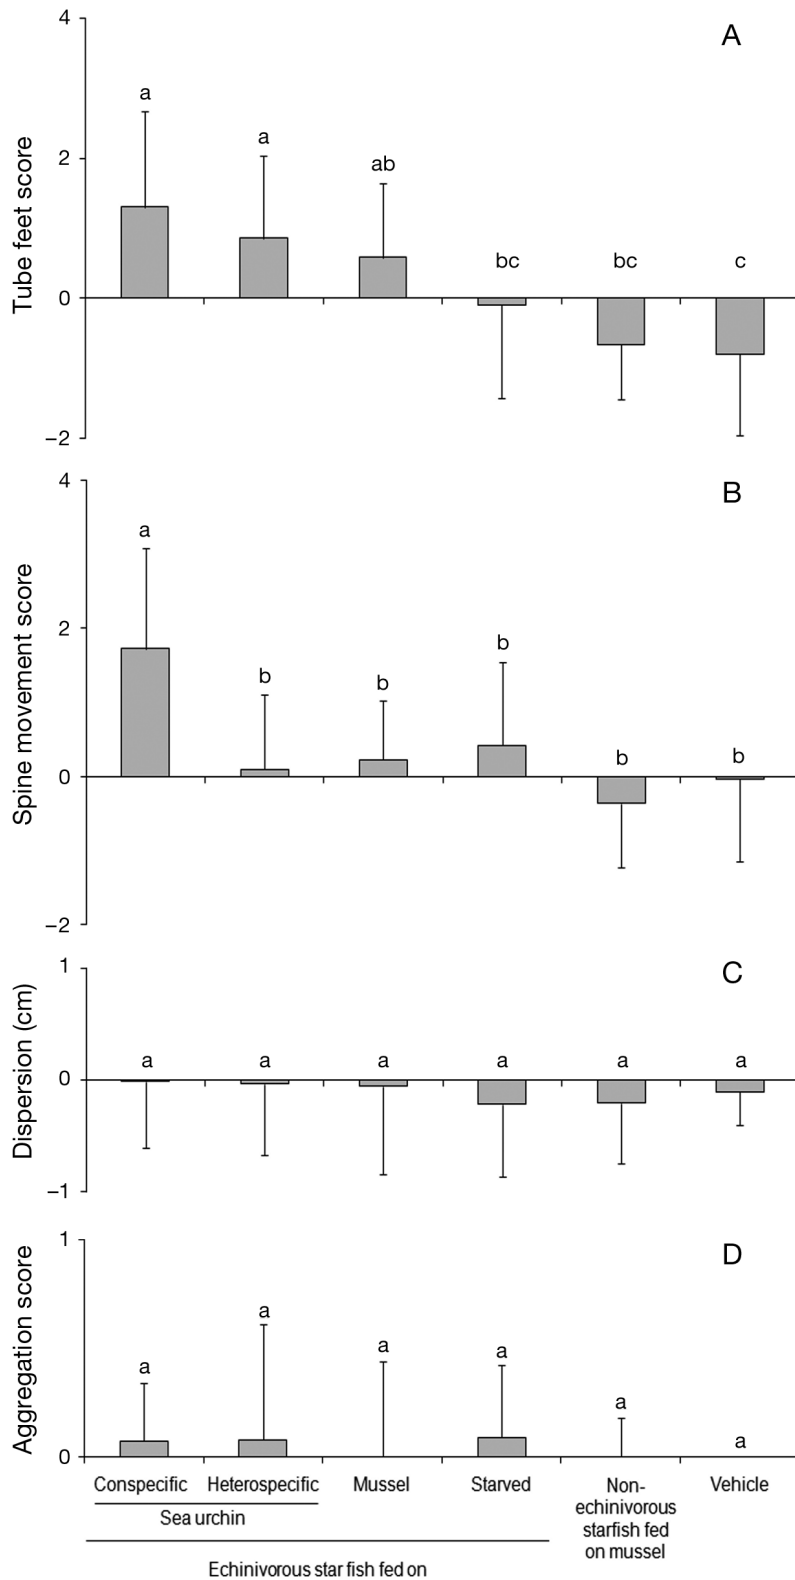 4
A
a
a
2
ab
Tube feet score
bc
bc
c
0
−2
4
B
a
2
b
b
b
Spine movement score
b
b
0
−2
1
C
Dispersion (cm)
a
a
a
a
a
a
0
−1
1
D
Aggregation score
a
a
a
a
a
a
0
Conspecific Heterospecific Mussel Starved Non- Vehicle
echinivorous
Sea urchin starfish fed
on mussel
Echinivorous star fish fed on